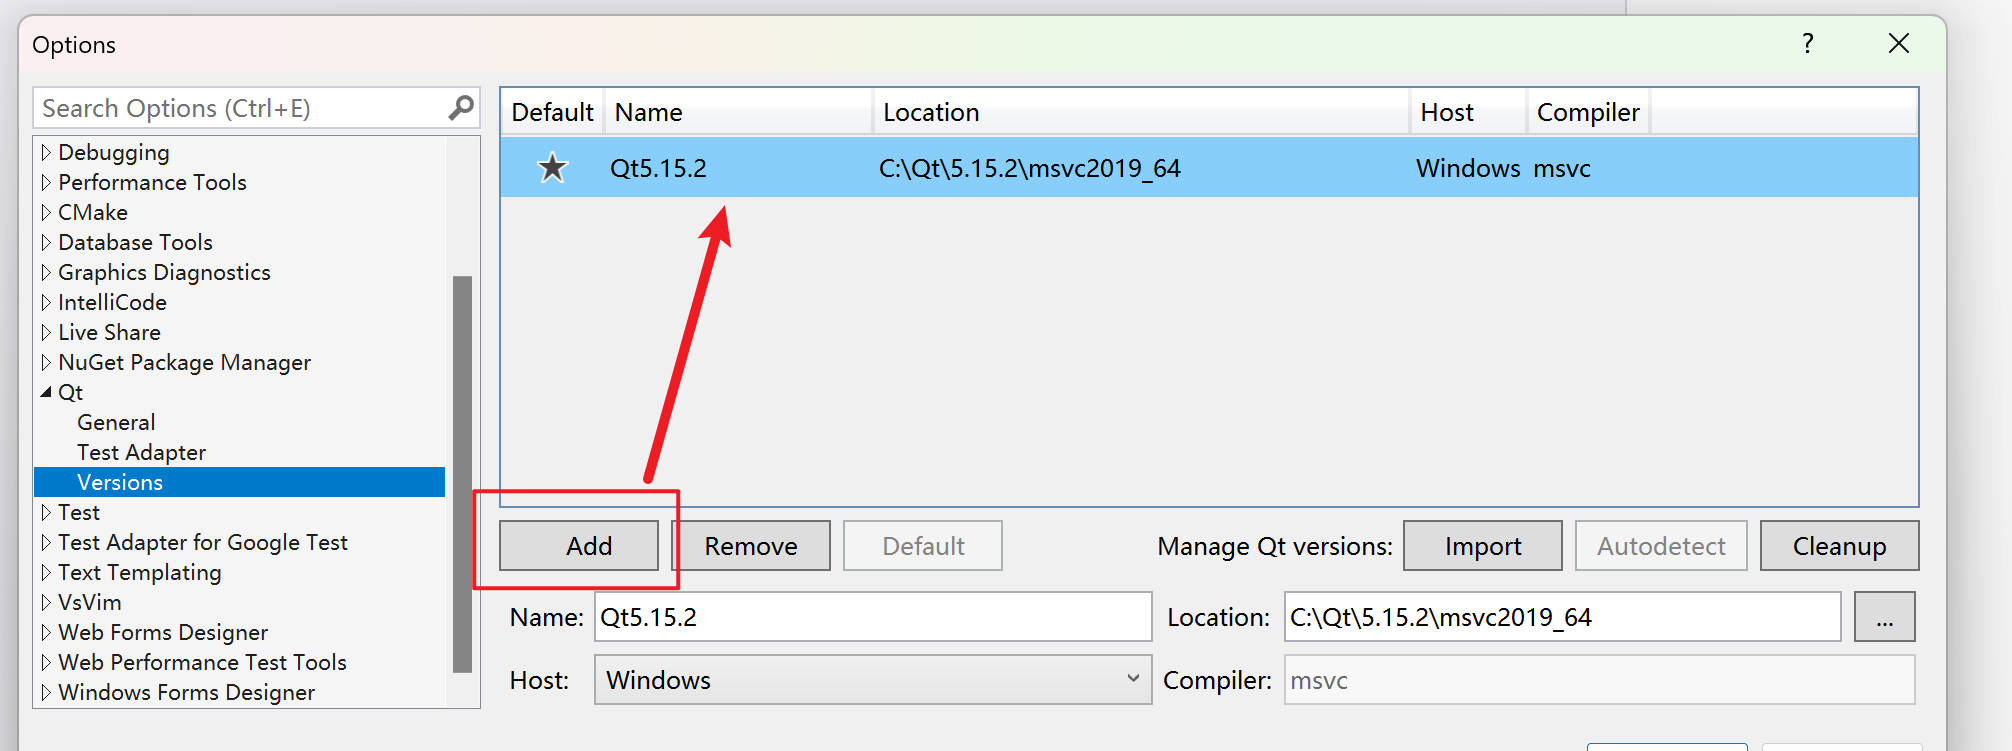 Options
?
Search Options (Ctrl+E)
Debugging
Performance Tools
CMake
Database Tools
Graphics Diagnostics
IntelliCode
Live Share
NuGet Package Manager
Qt
General
Test Adapter
Versions
Test
Test Adapter for Google Test
Text Templating
VsVim
Web Forms Designer
Web Performance Test Tools
Windows Forms Designer
Default Name Location Host Compiler
Qt5.15.2 C:\Qt\5.15.2\msvc2019_64 Windows msvc
Add Remove Default Manage Qt versions: Import Autodetect Cleanup
Name: Qt5.15.2 Location: C:\Qt\5.15.2\msvc2019_64 ...
Host: Windows Compiler: msvc